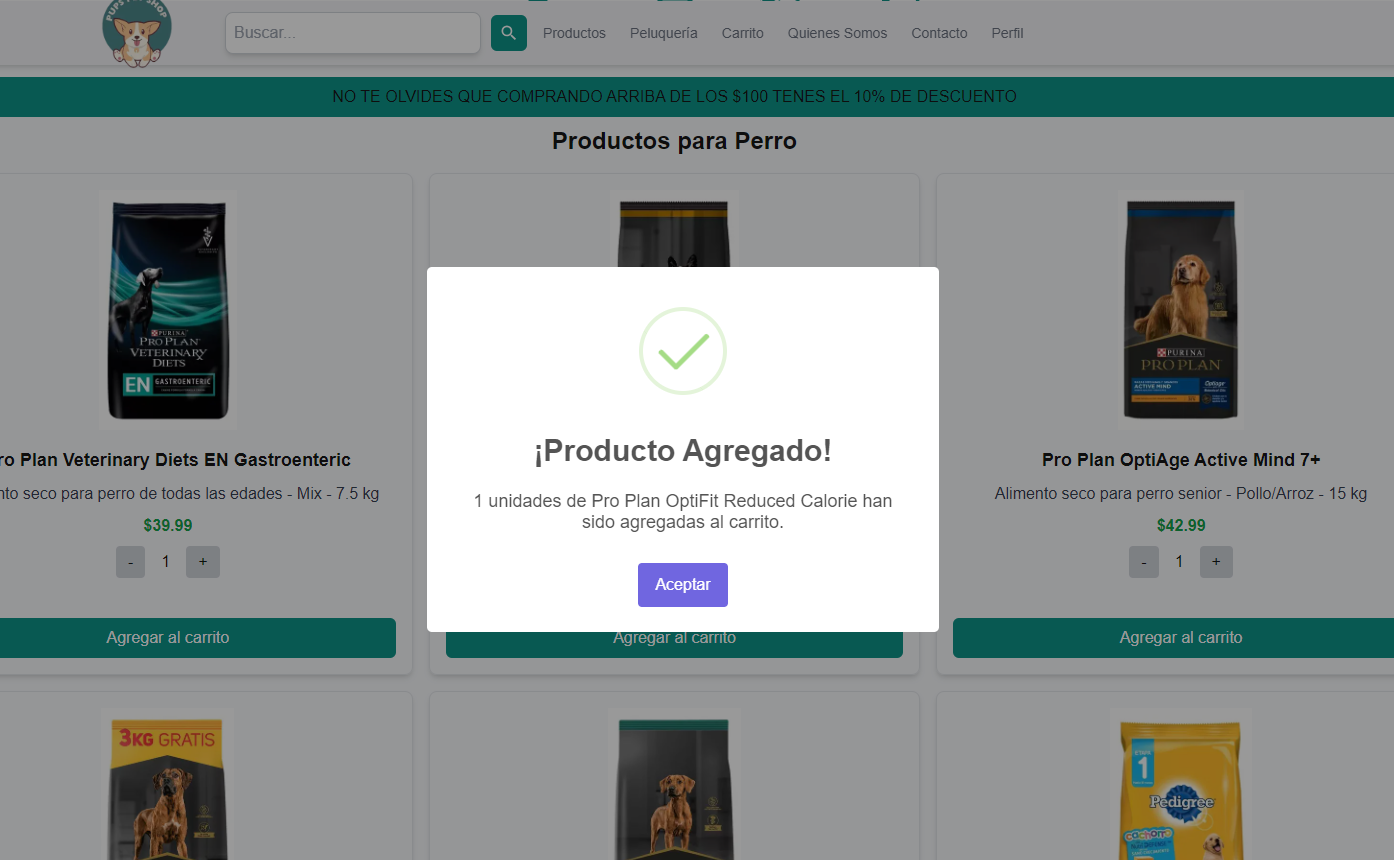 PUPS PET SHOP
Buscar...
Productos
Peluquería
Carrito
Quienes Somos
Contacto
Perfil
NO TE OLVIDES QUE COMPRANDO ARRIBA DE LOS $100 TENES EL 10% DE DESCUENTO
Productos para Perro
PURINA
PRO PLAN
VETERINARY
DIETS
EN GASTROENTERIC
PURINA
PRO PLAN
ACTIVE MIND
Optiage
¡Producto Agregado!
1 unidades de Pro Plan OptiFit Reduced Calorie han
sido agregadas al carrito.
Aceptar
ro Plan Veterinary Diets EN Gastroenteric
nto seco para perro de todas las edades - Mix - 7.5 kg
$39.99
- 1 +
Agregar al carrito
Agregar al carrito
Pro Plan OptiAge Active Mind 7+
Alimento seco para perro senior - Pollo/Arroz - 15 kg
$42.99
- 1 +
Agregar al carrito
3KG GRATIS
ETAPA
1
Pedigree
cachorro